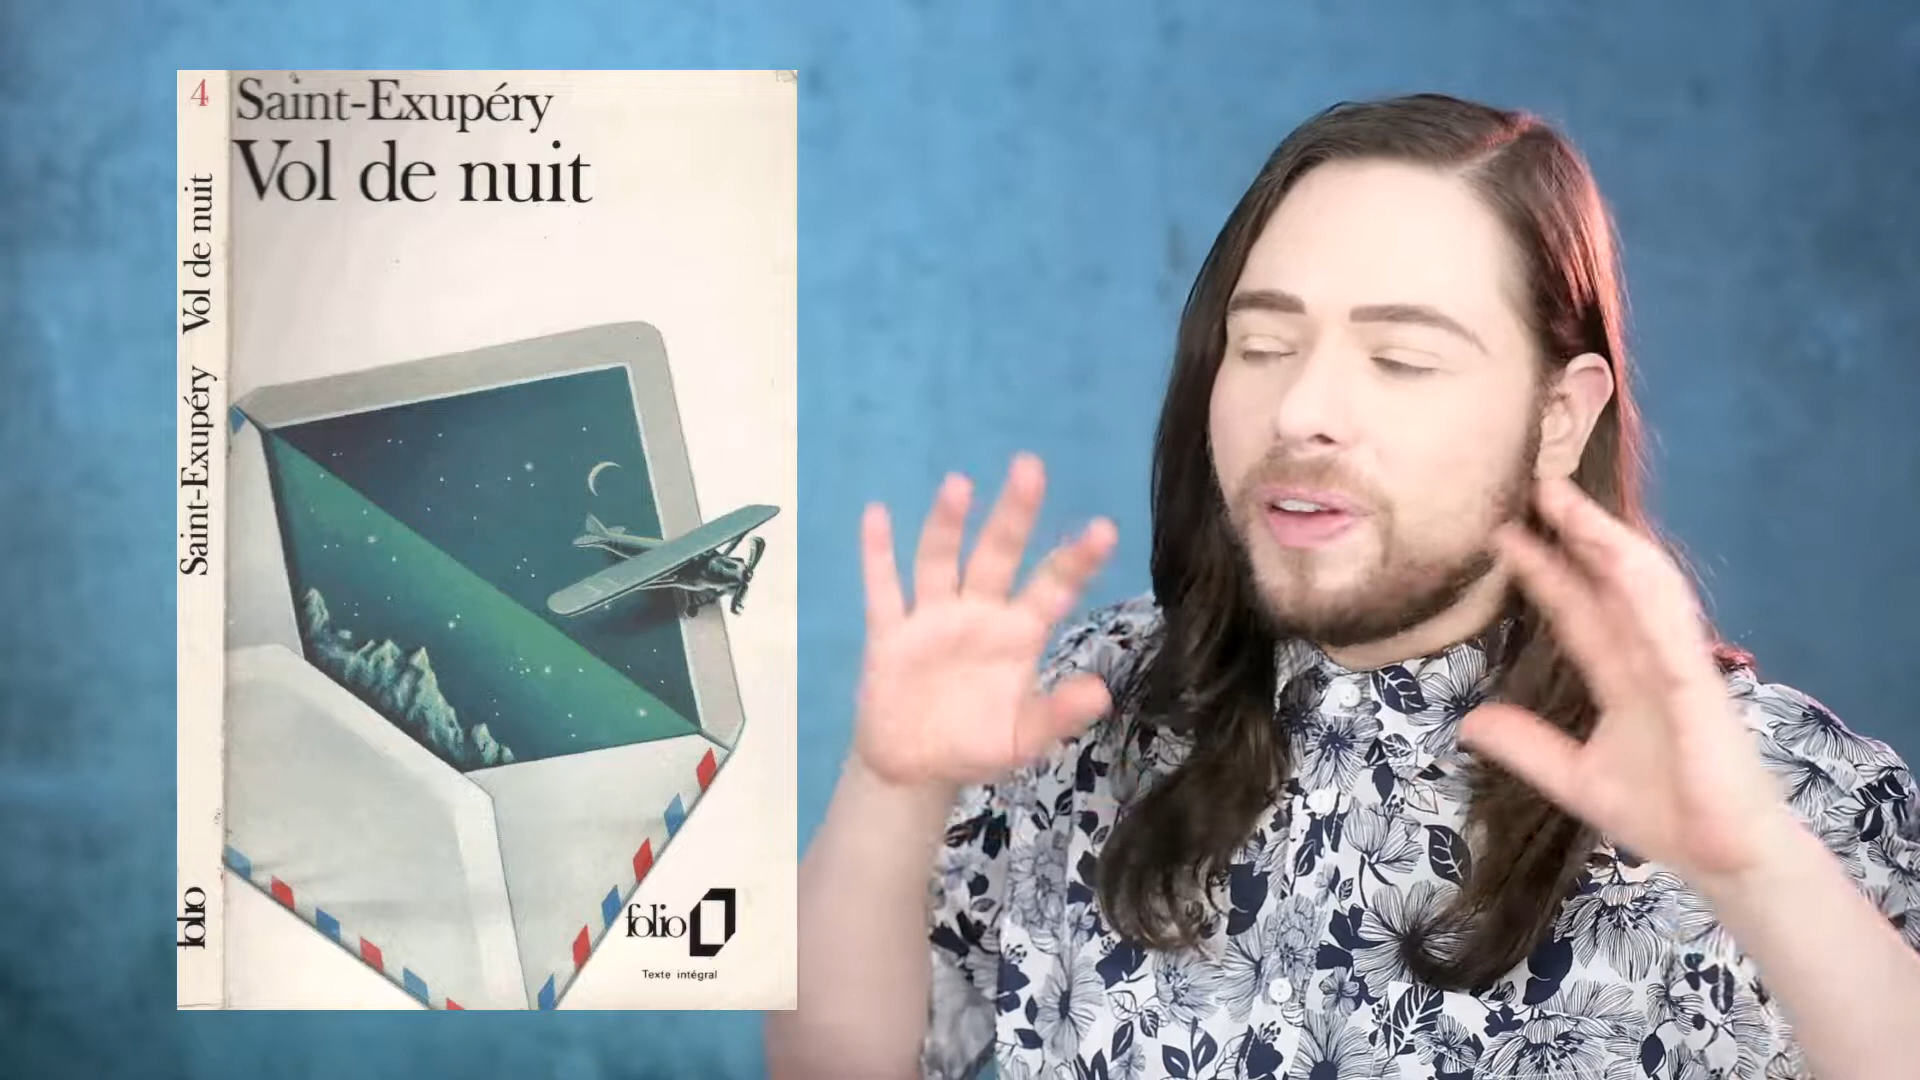 4
Vol de nuit
Saint-Exupéry
folio
Saint-Exupéry
Vol de nuit
folio
Texte intégral